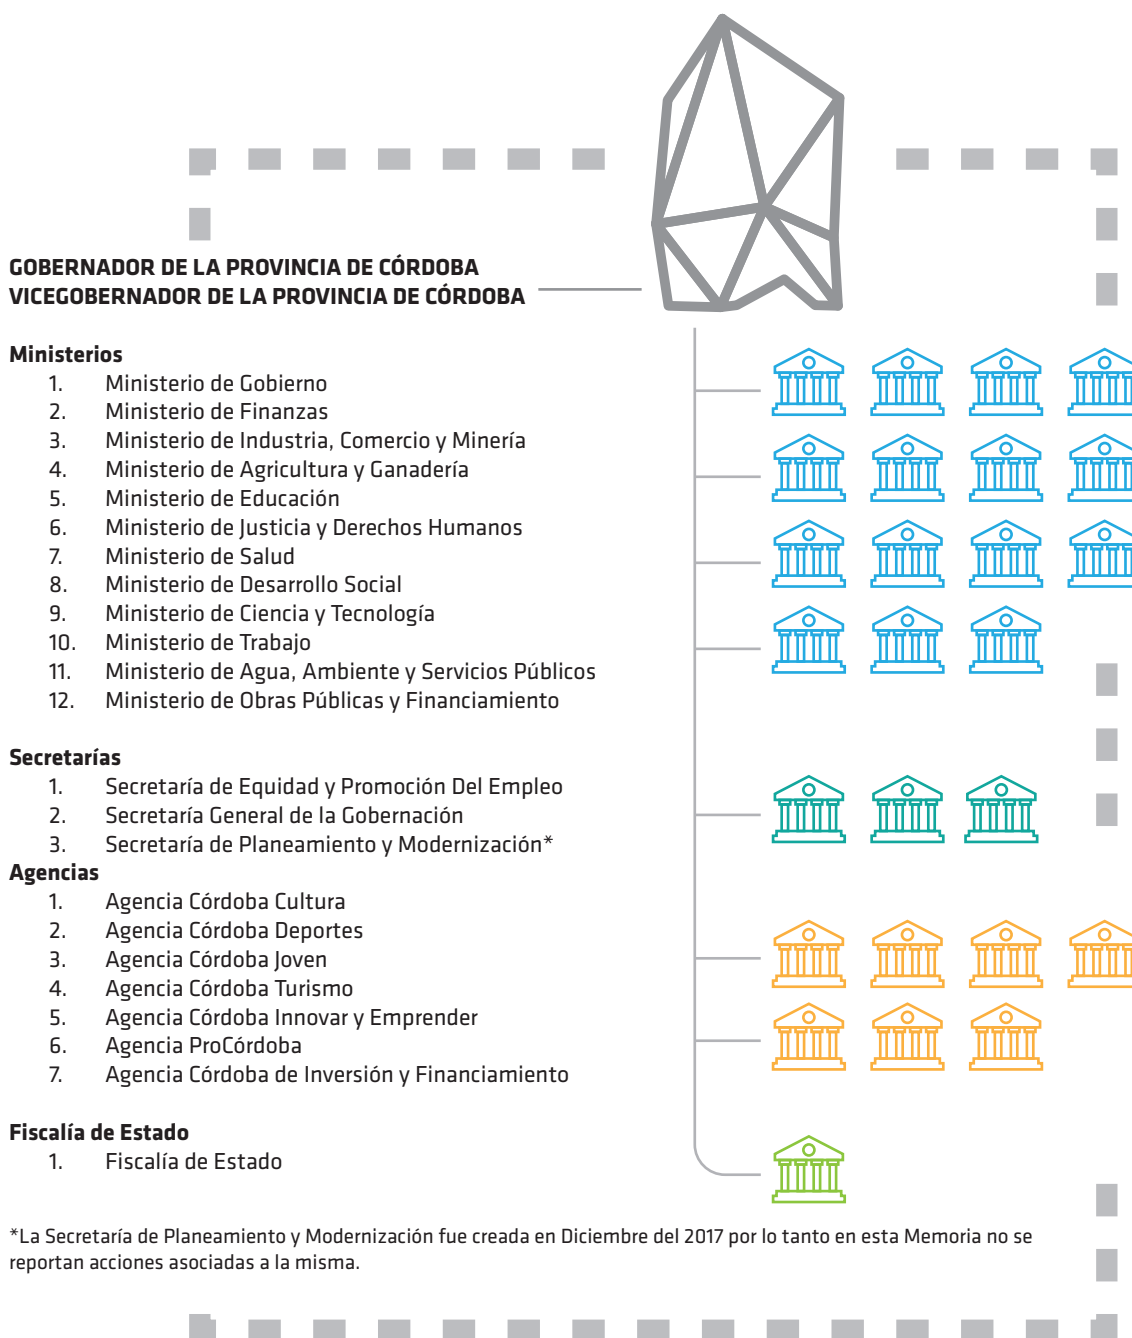 GOBERNADOR DE LA PROVINCIA DE CÓRDOBA
VICEGOBERNADOR DE LA PROVINCIA DE CÓRDOBA
Ministerios
1. Ministerio de Gobierno
2. Ministerio de Finanzas
3. Ministerio de Industria, Comercio y Minería
4. Ministerio de Agricultura y Ganadería
5. Ministerio de Educación
6. Ministerio de Justicia y Derechos Humanos
7. Ministerio de Salud
8. Ministerio de Desarrollo Social
9. Ministerio de Ciencia y Tecnología
10. Ministerio de Trabajo
11. Ministerio de Agua, Ambiente y Servicios Públicos
12. Ministerio de Obras Públicas y Financiamiento
Secretarías
1. Secretaría de Equidad y Promoción Del Empleo
2. Secretaría General de la Gobernación
3. Secretaría de Planeamiento y Modernización*
Agencias
1. Agencia Córdoba Cultura
2. Agencia Córdoba Deportes
3. Agencia Córdoba Joven
4. Agencia Córdoba Turismo
5. Agencia Córdoba Innovar y Emprender
6. Agencia ProCórdoba
7. Agencia Córdoba de Inversión y Financiamiento
Fiscalía de Estado
1. Fiscalía de Estado
*La Secretaría de Planeamiento y Modernización fue creada en Diciembre del 2017 por lo tanto en esta Memoria no se
reportan acciones asociadas a la misma.